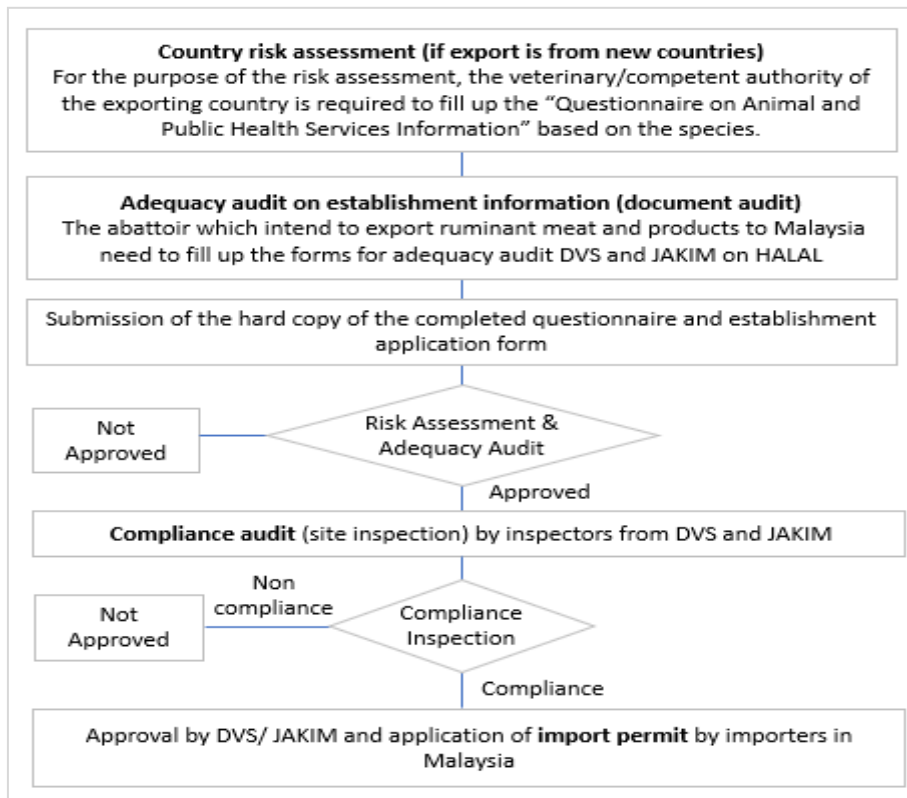 Country risk assessment (if export is from new countries)
For the purpose of the risk assessment, the veterinary/competent authority of
the exporting country is required to fill up the “Questionnaire on Animal and
Public Health Services Information” based on the species.
Adequacy audit on establishment information (document audit)
The abattoir which intend to export ruminant meat and products to Malaysia
need to fill up the forms for adequacy audit DVS and JAKIM on HALAL
Submission of the hard copy of the completed questionnaire and establishment
application form
Risk Assessment &
Adequacy Audit
Not
Approved
Approved
Compliance audit (site inspection) by inspectors from DVS and JAKIM
Non
compliance
Not
Approved
Compliance
Inspection
Compliance
Approval by DVS/ JAKIM and application of import permit by importers in
Malaysia